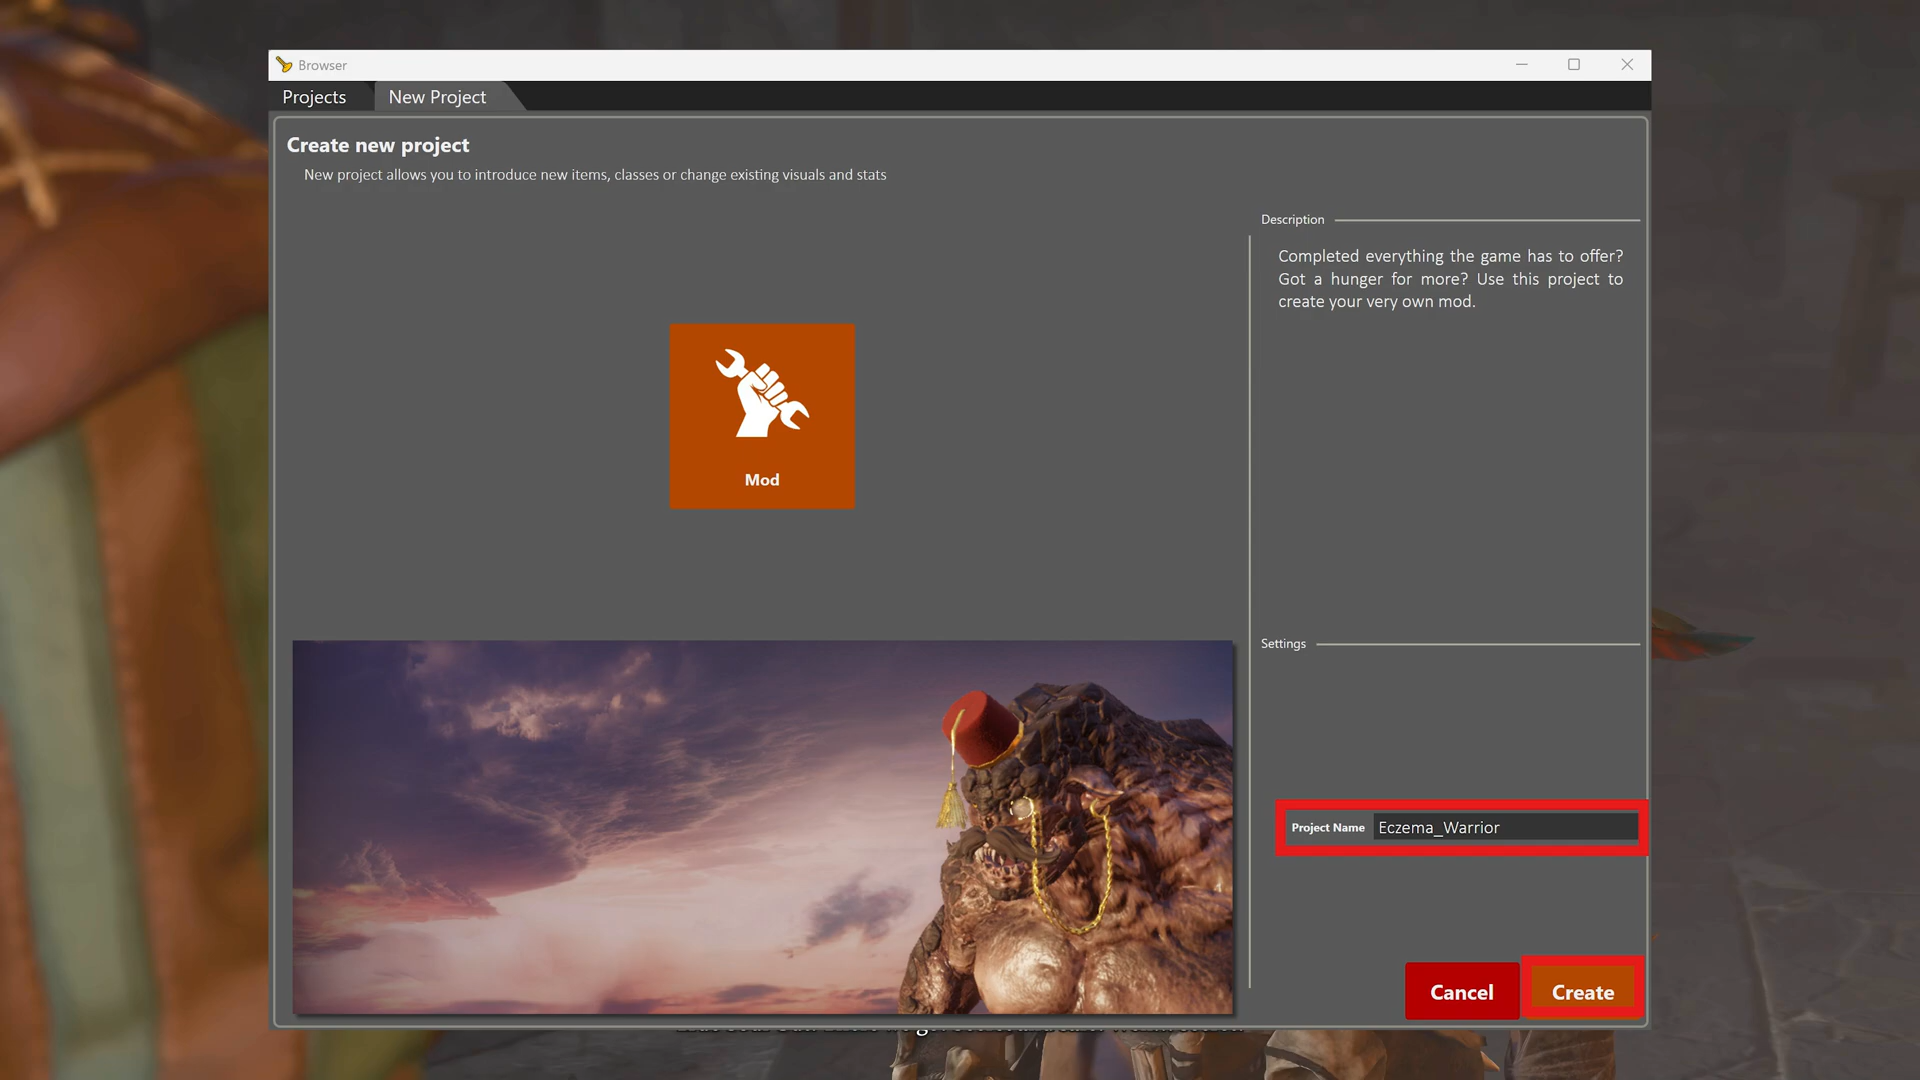 Browser
Projects
New Project
Create new project
New project allows you to introduce new items, classes or change existing visuals and stats
Mod
Description
Completed everything the game has to offer?
Got a hunger for more? Use this project to
create your very own mod.
Settings
Project Name
Eczema_Warrior
Cancel
Create